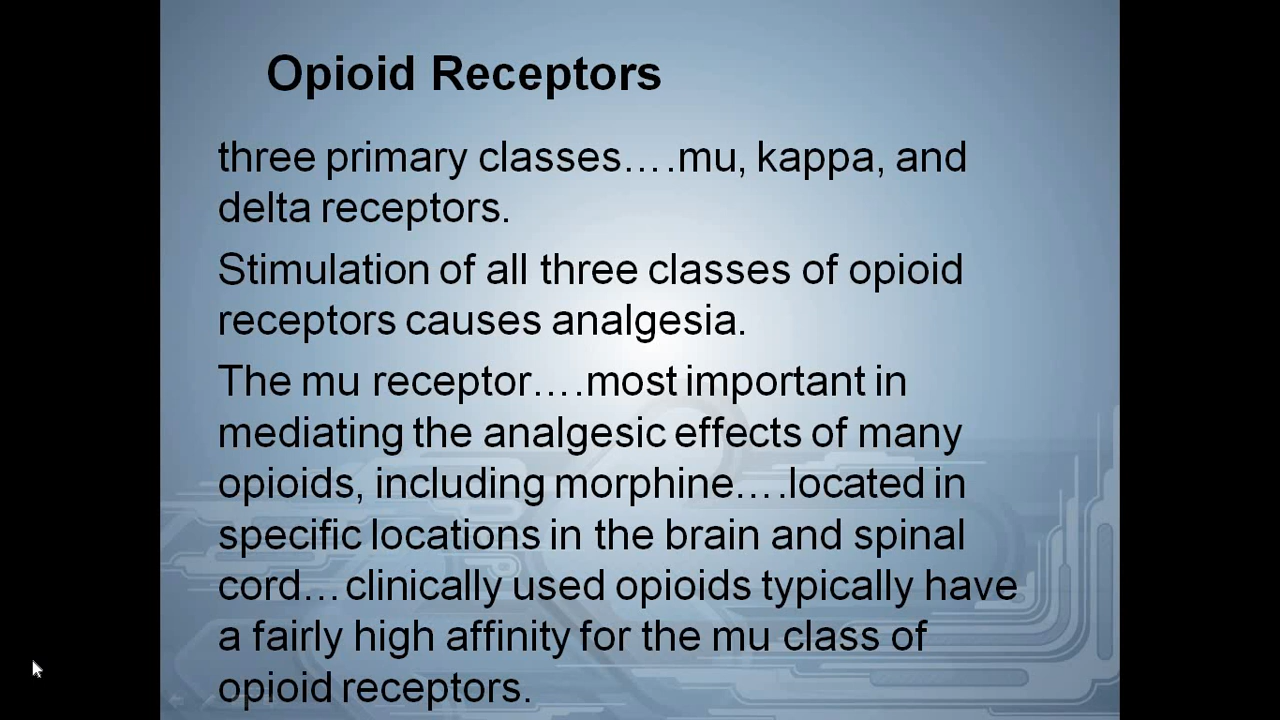 Opioid Receptors
three primary classes….mu, kappa, and
delta receptors.
Stimulation of all three classes of opioid
receptors causes analgesia.
The mu receptor….most important in
mediating the analgesic effects of many
opioids, including morphine….located in
specific locations in the brain and spinal
cord…clinically used opioids typically have
a fairly high affinity for the mu class of
opioid receptors.